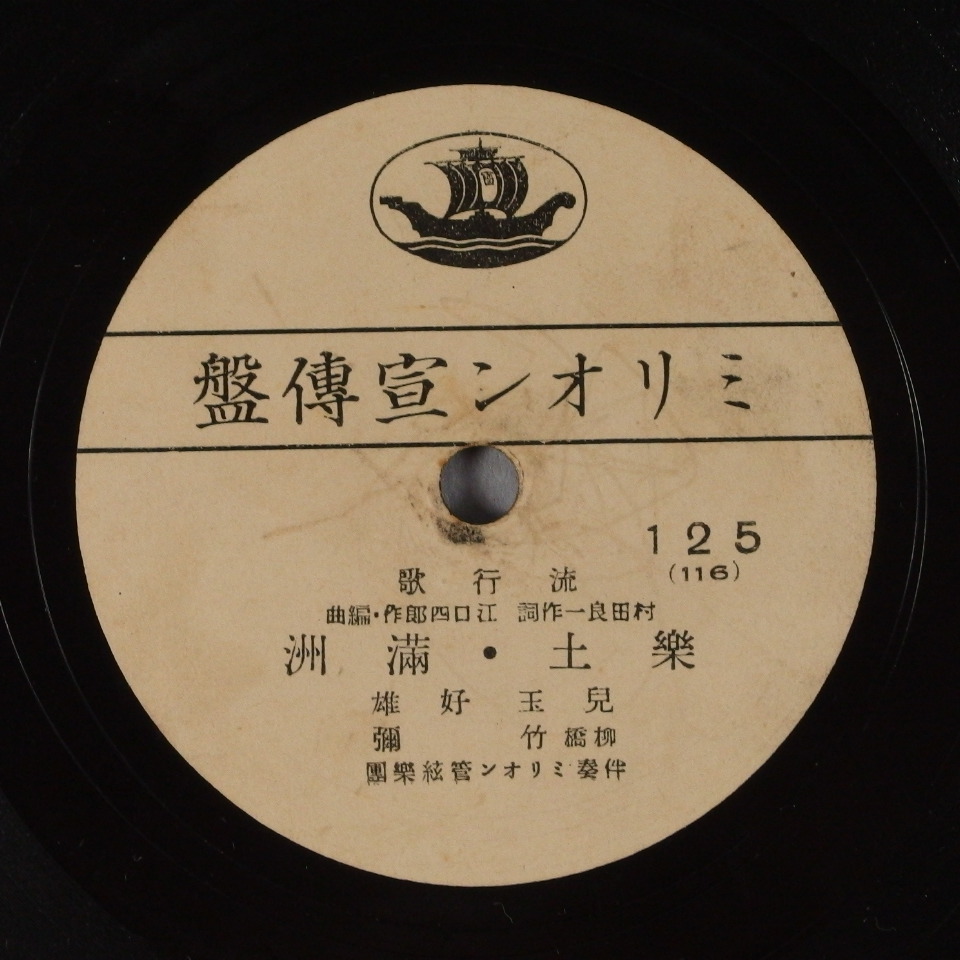 ミリオン宣傳盤
125
(116)
流行歌
村田良一作詞 江口四郎作・編曲
樂土・滿洲
兒玉好雄
柳橋竹彌
伴奏ミリオン管絃樂團